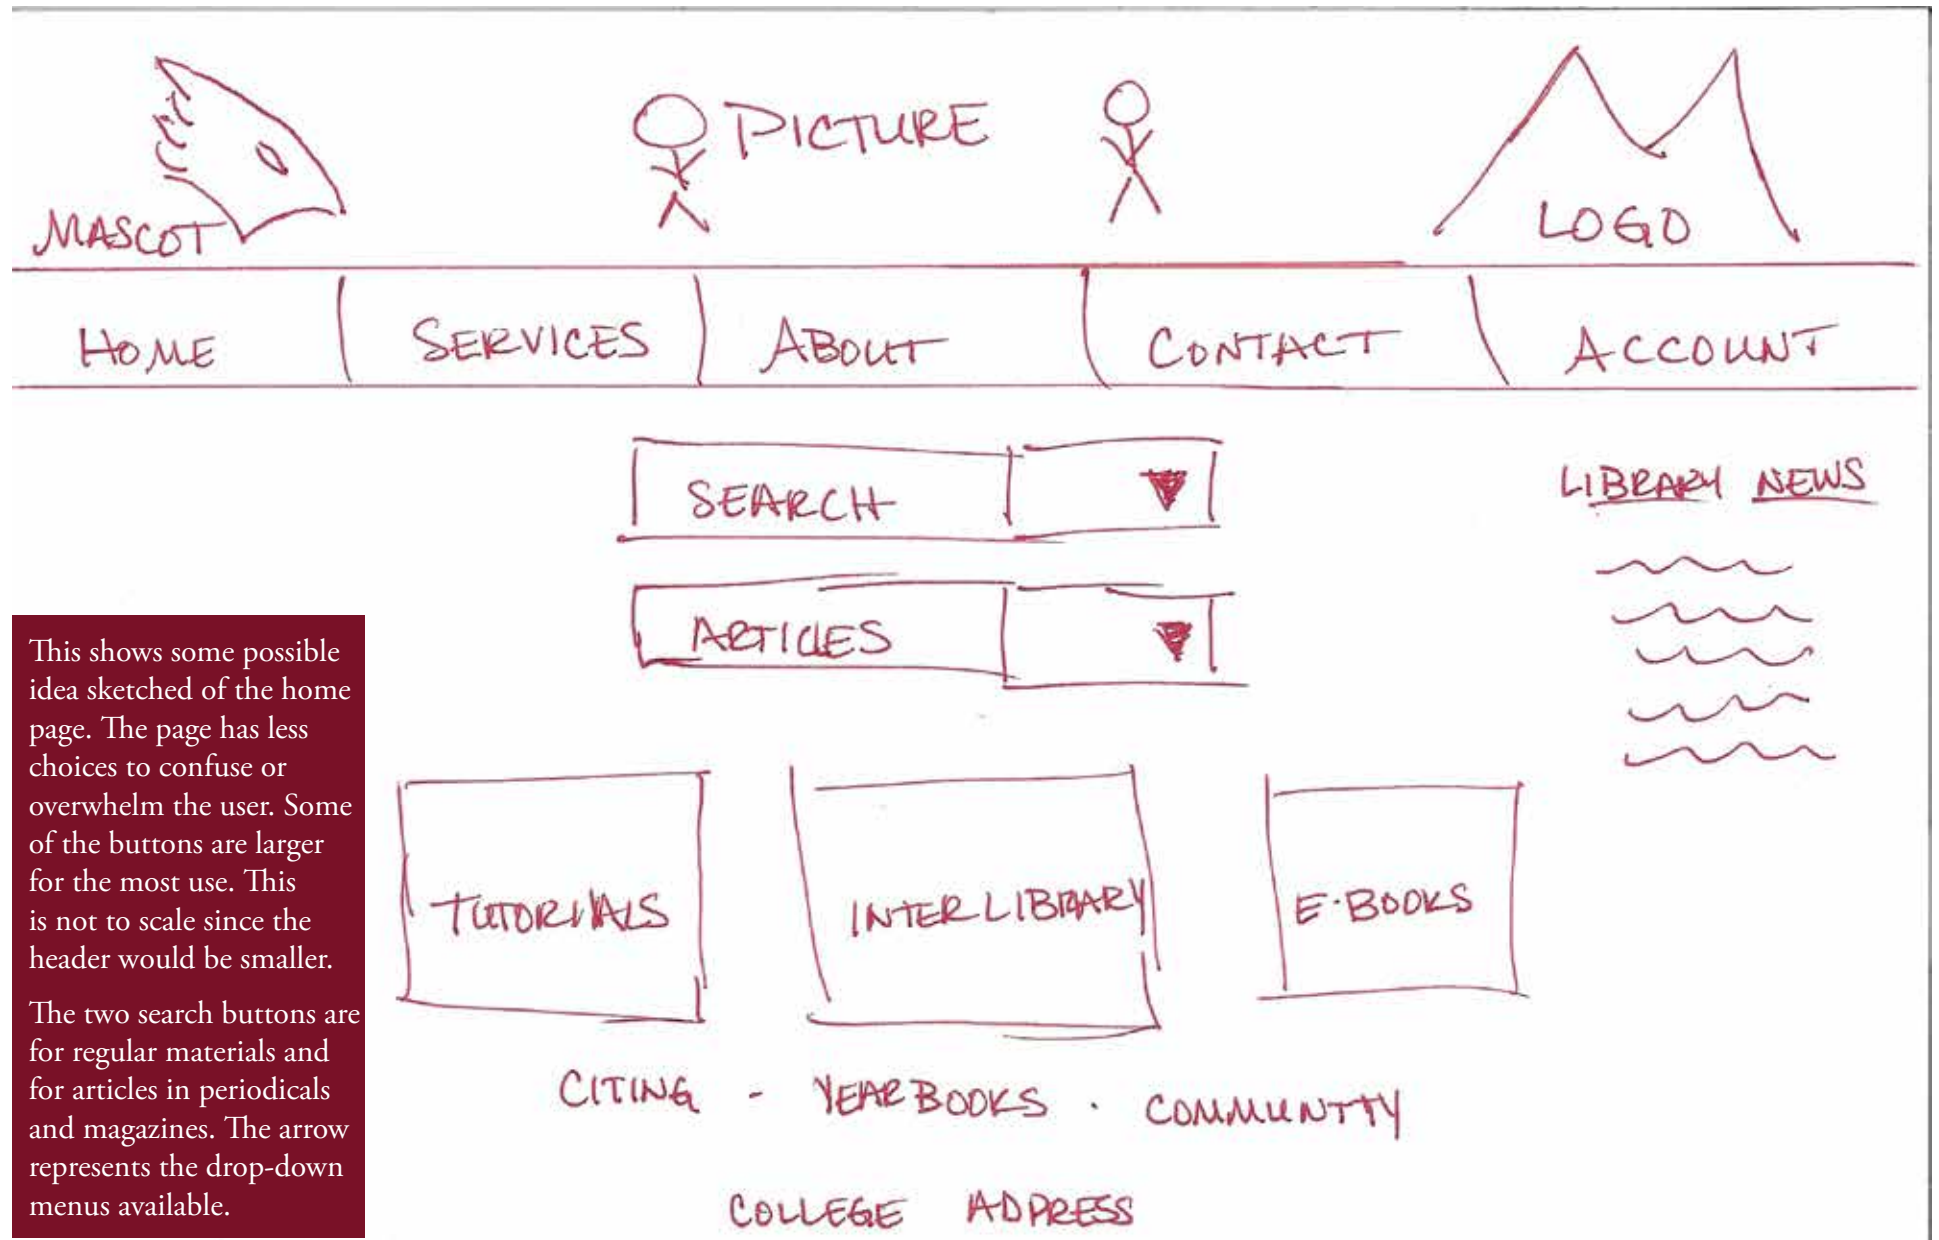 PICTURE
LOGO
MASCOT
HOME SERVICES ABOUT CONTACT ACCOUNT
SEARCH
LIBRARY NEWS
ARTICLES
This shows some possible
idea sketched of the home
page. The page has less
choices to confuse or
overwhelm the user. Some
of the buttons are larger
for the most use. This
is not to scale since the
header would be smaller.
The two search buttons are
for regular materials and
for articles in periodicals
and magazines. The arrow
represents the drop-down
menus available.
TUTORIALS INTERLIBRARY E-BOOKS
CITING - YEARBOOKS . COMMUNITY
COLLEGE ADDRESS